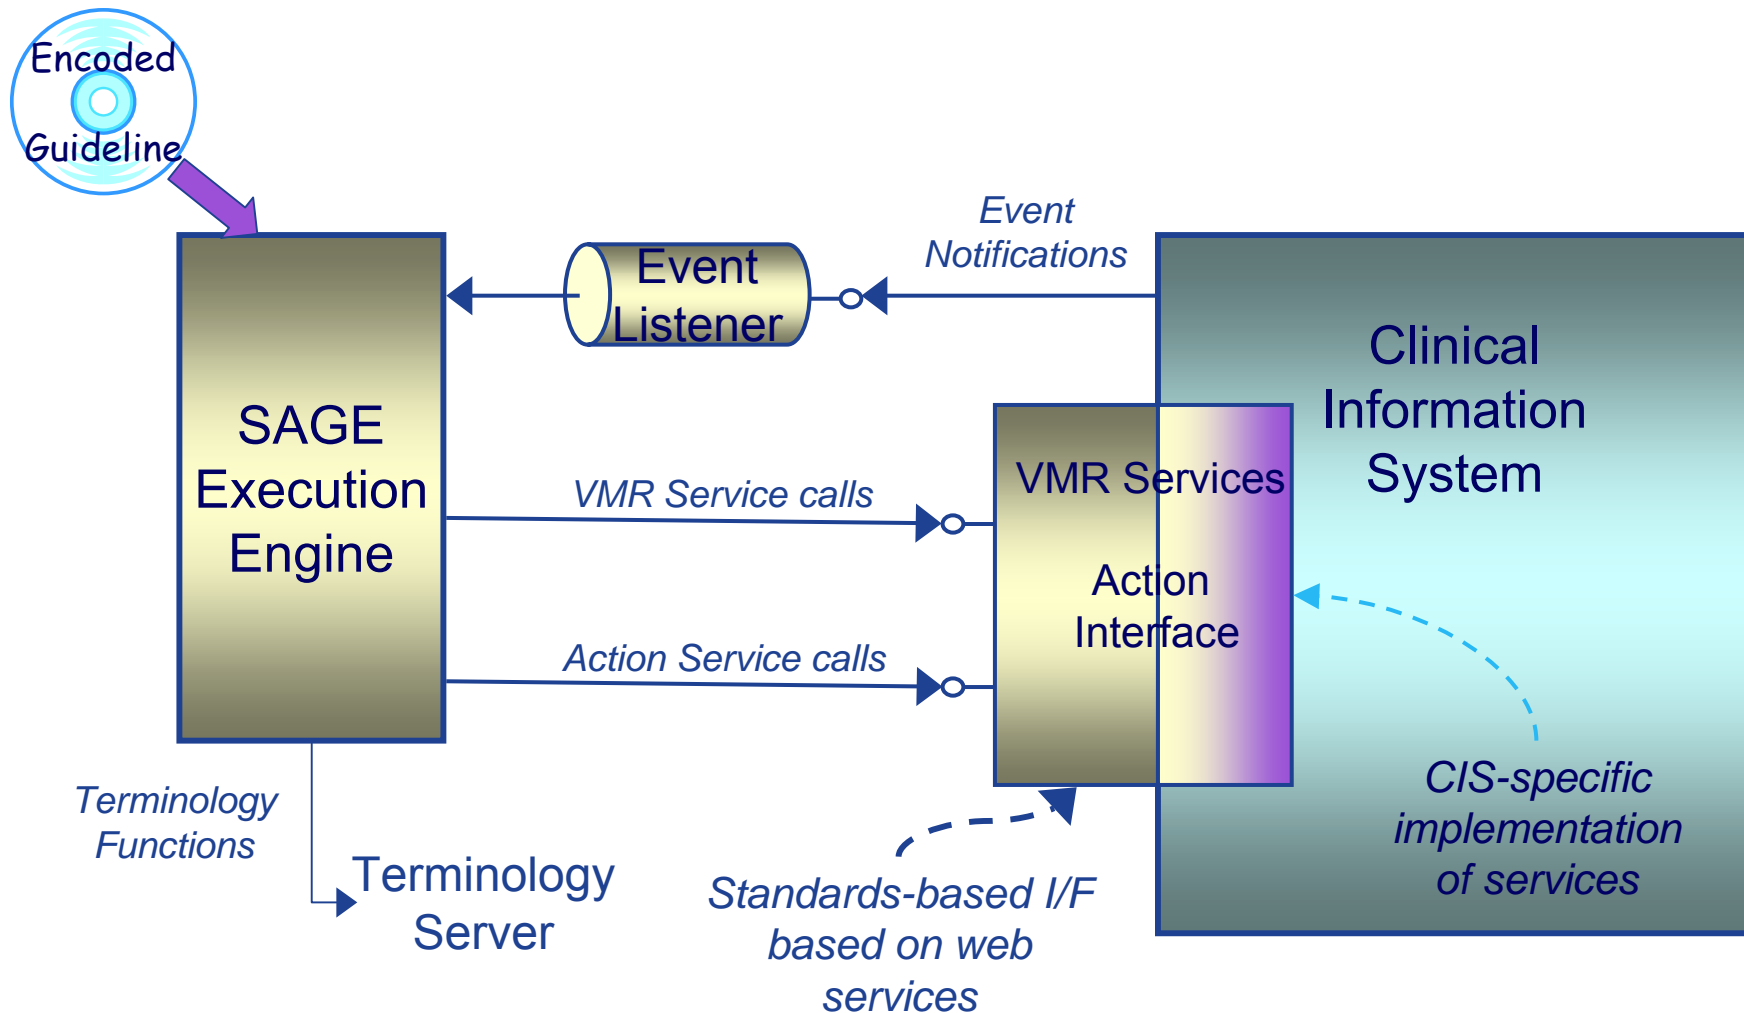 Encoded
Guideline
Event
Notifications
Event
Listener
Clinical
Information
System
SAGE
Execution
Engine
VMR Service calls
VMR Services
Action
Interface
Action Service calls
Terminology
Functions
Terminology
Server
Standards-based I/F
based on web
services
CIS-specific
implementation
of services